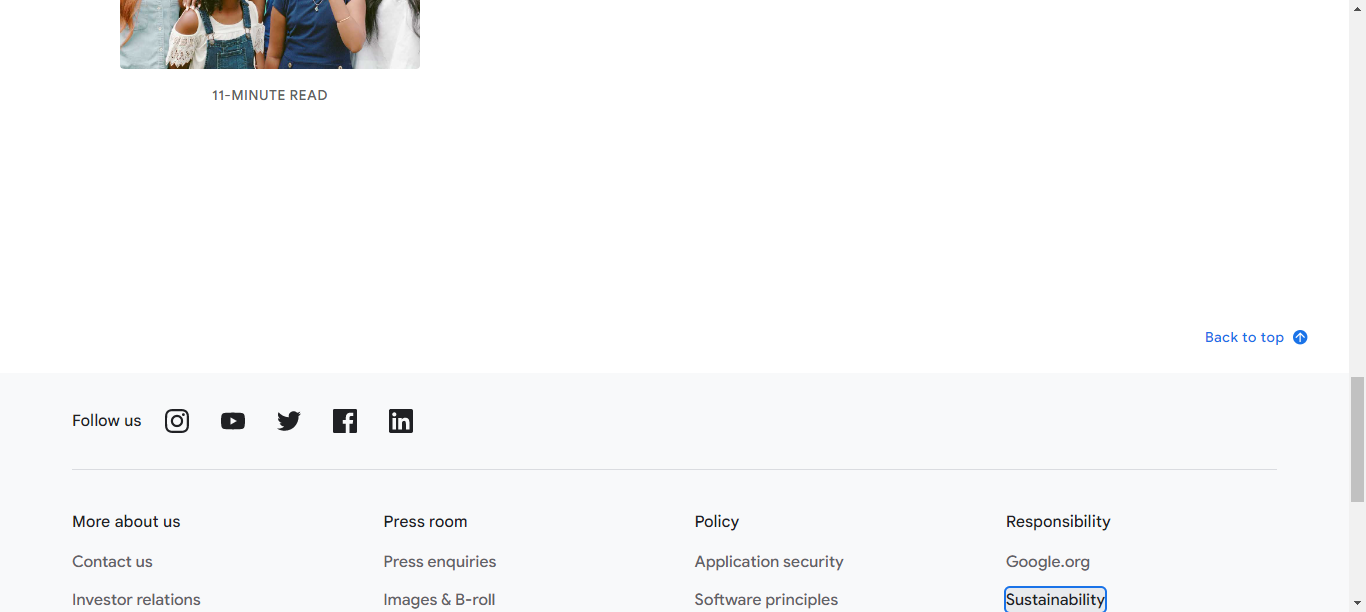 11-MINUTE READ
Back to top
Follow us
More about us
Press room
Policy
Responsibility
Contact us
Press enquiries
Application security
Google.org
Investor relations
Images & B-roll
Software principles
Sustainability